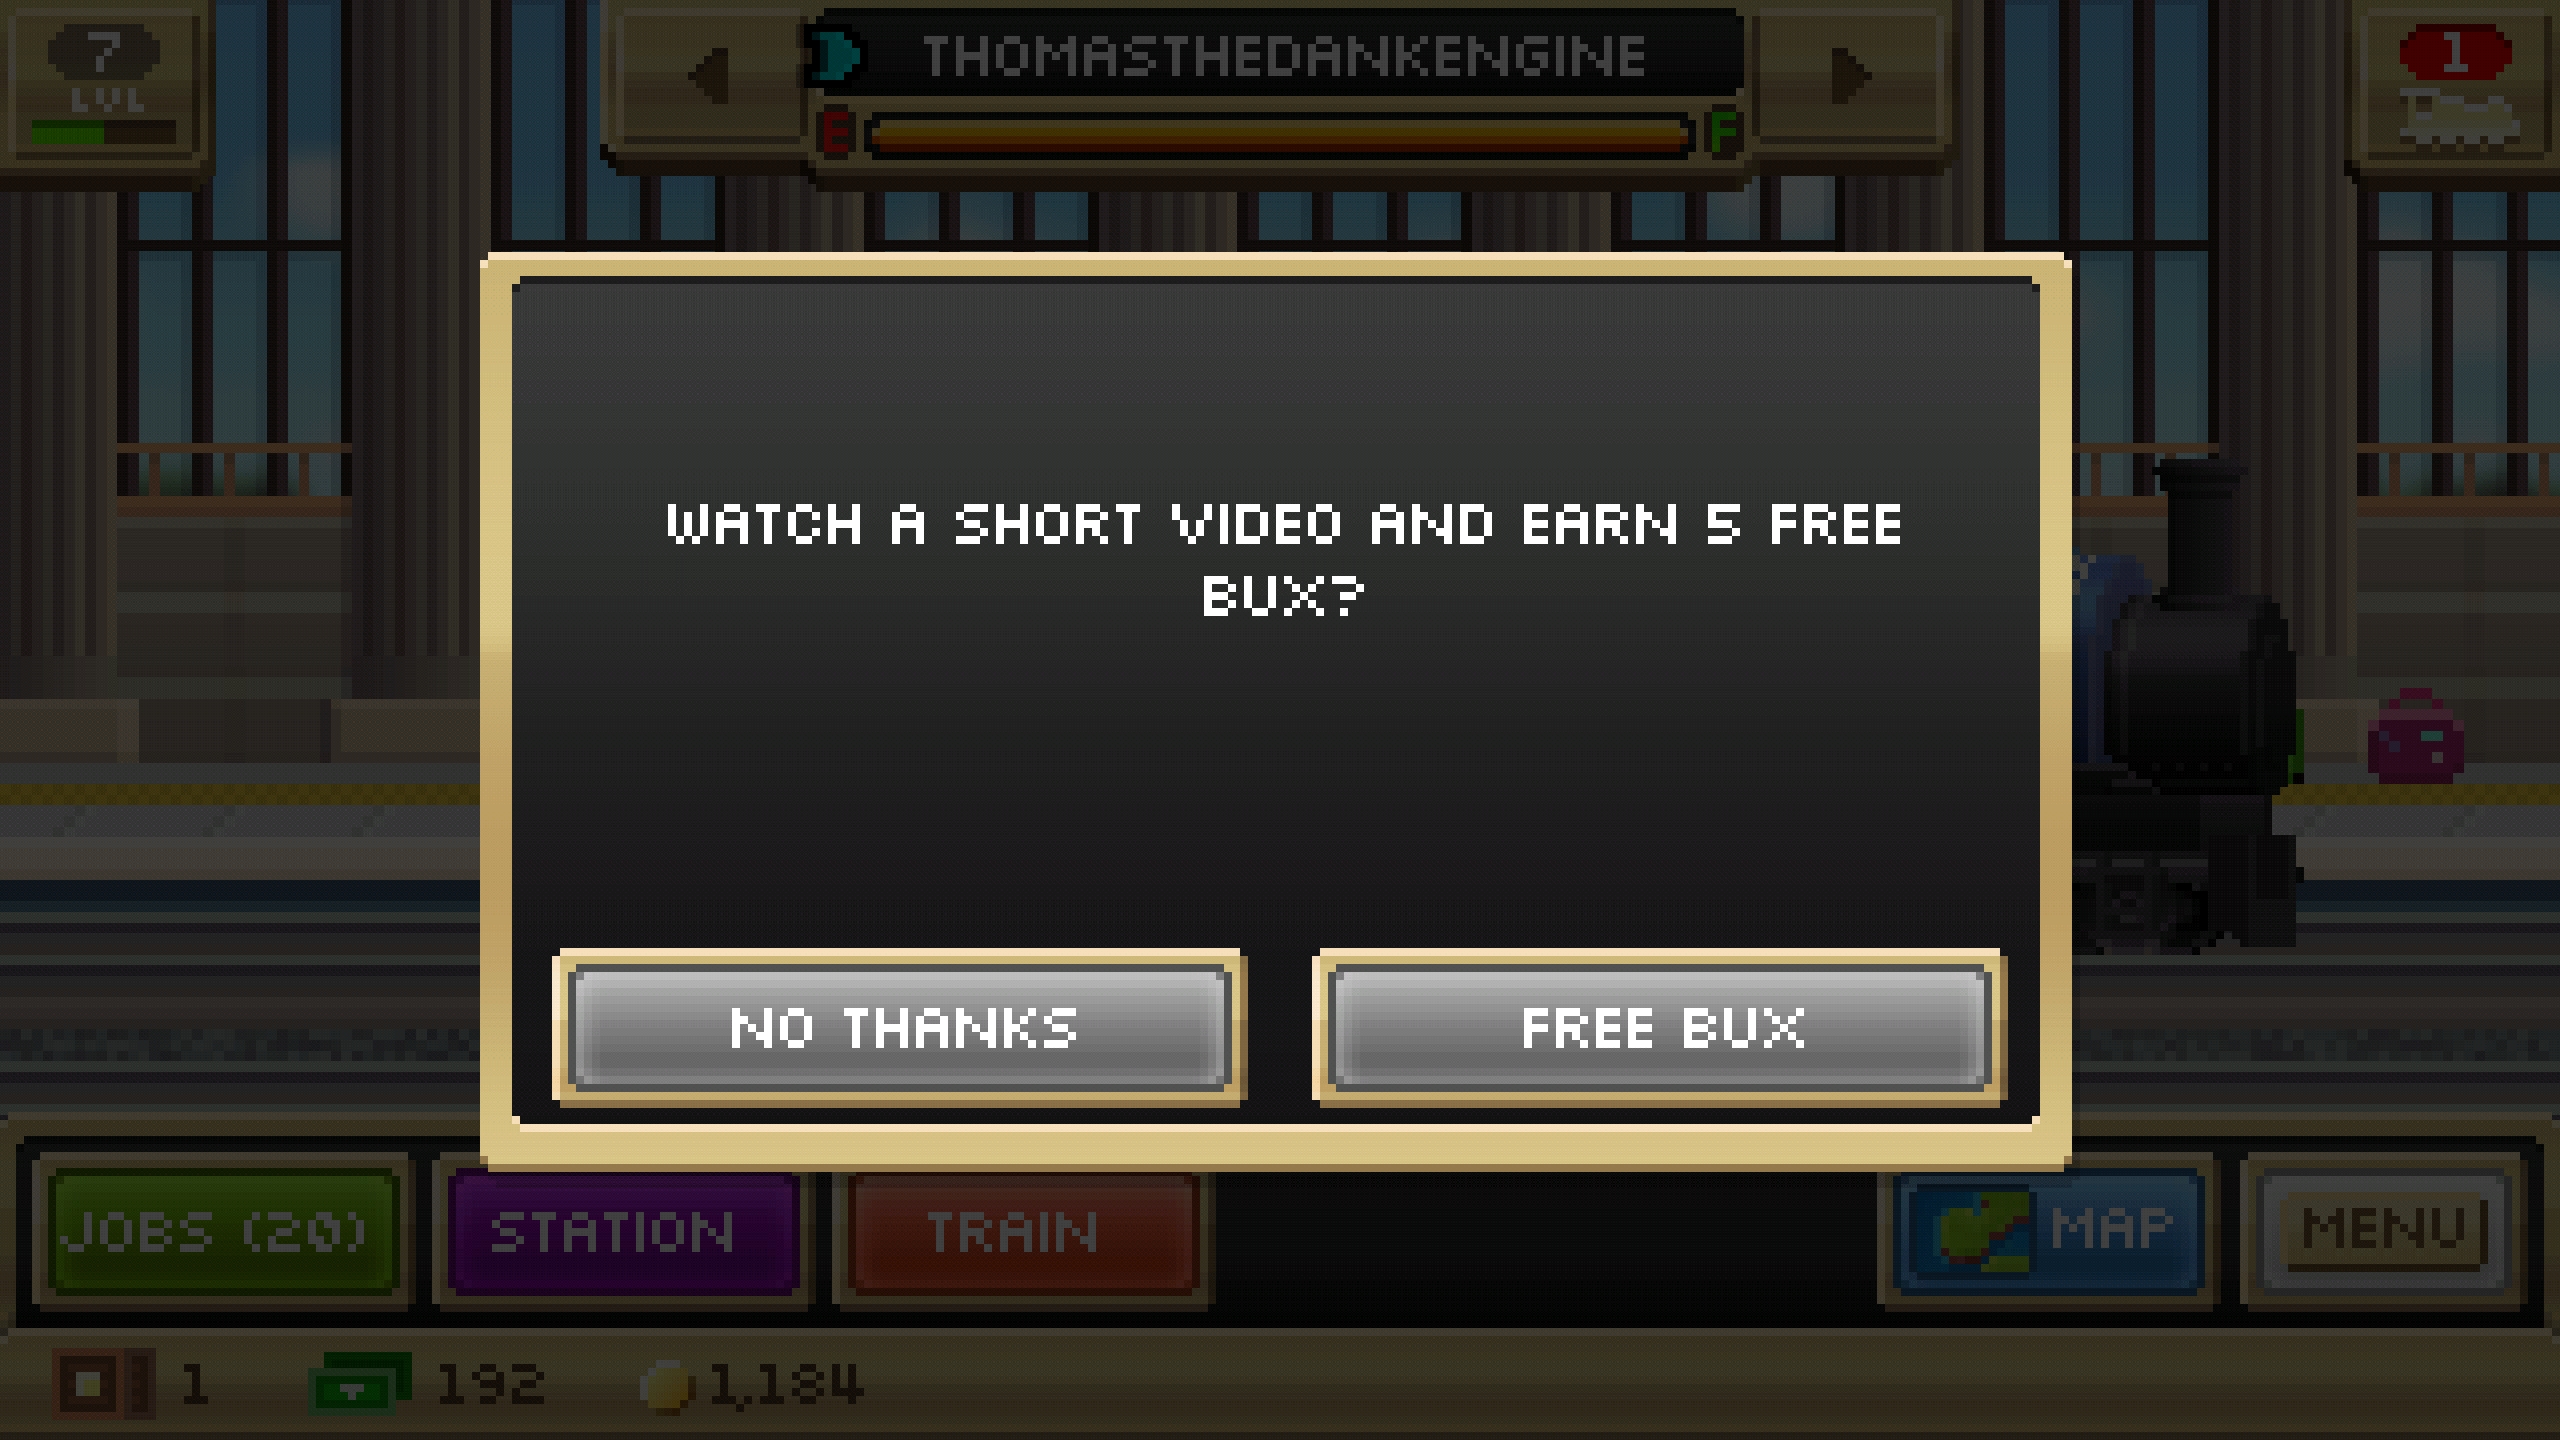 7
LVL
THOMASTHEDANKENGINE
E F
1
WATCH A SHORT VIDEO AND EARN 5 FREE
BUX?
NO THANKS
FREE BUX
JOBS (20)
STATION
TRAIN
MAP
MENU
1
192
1,184